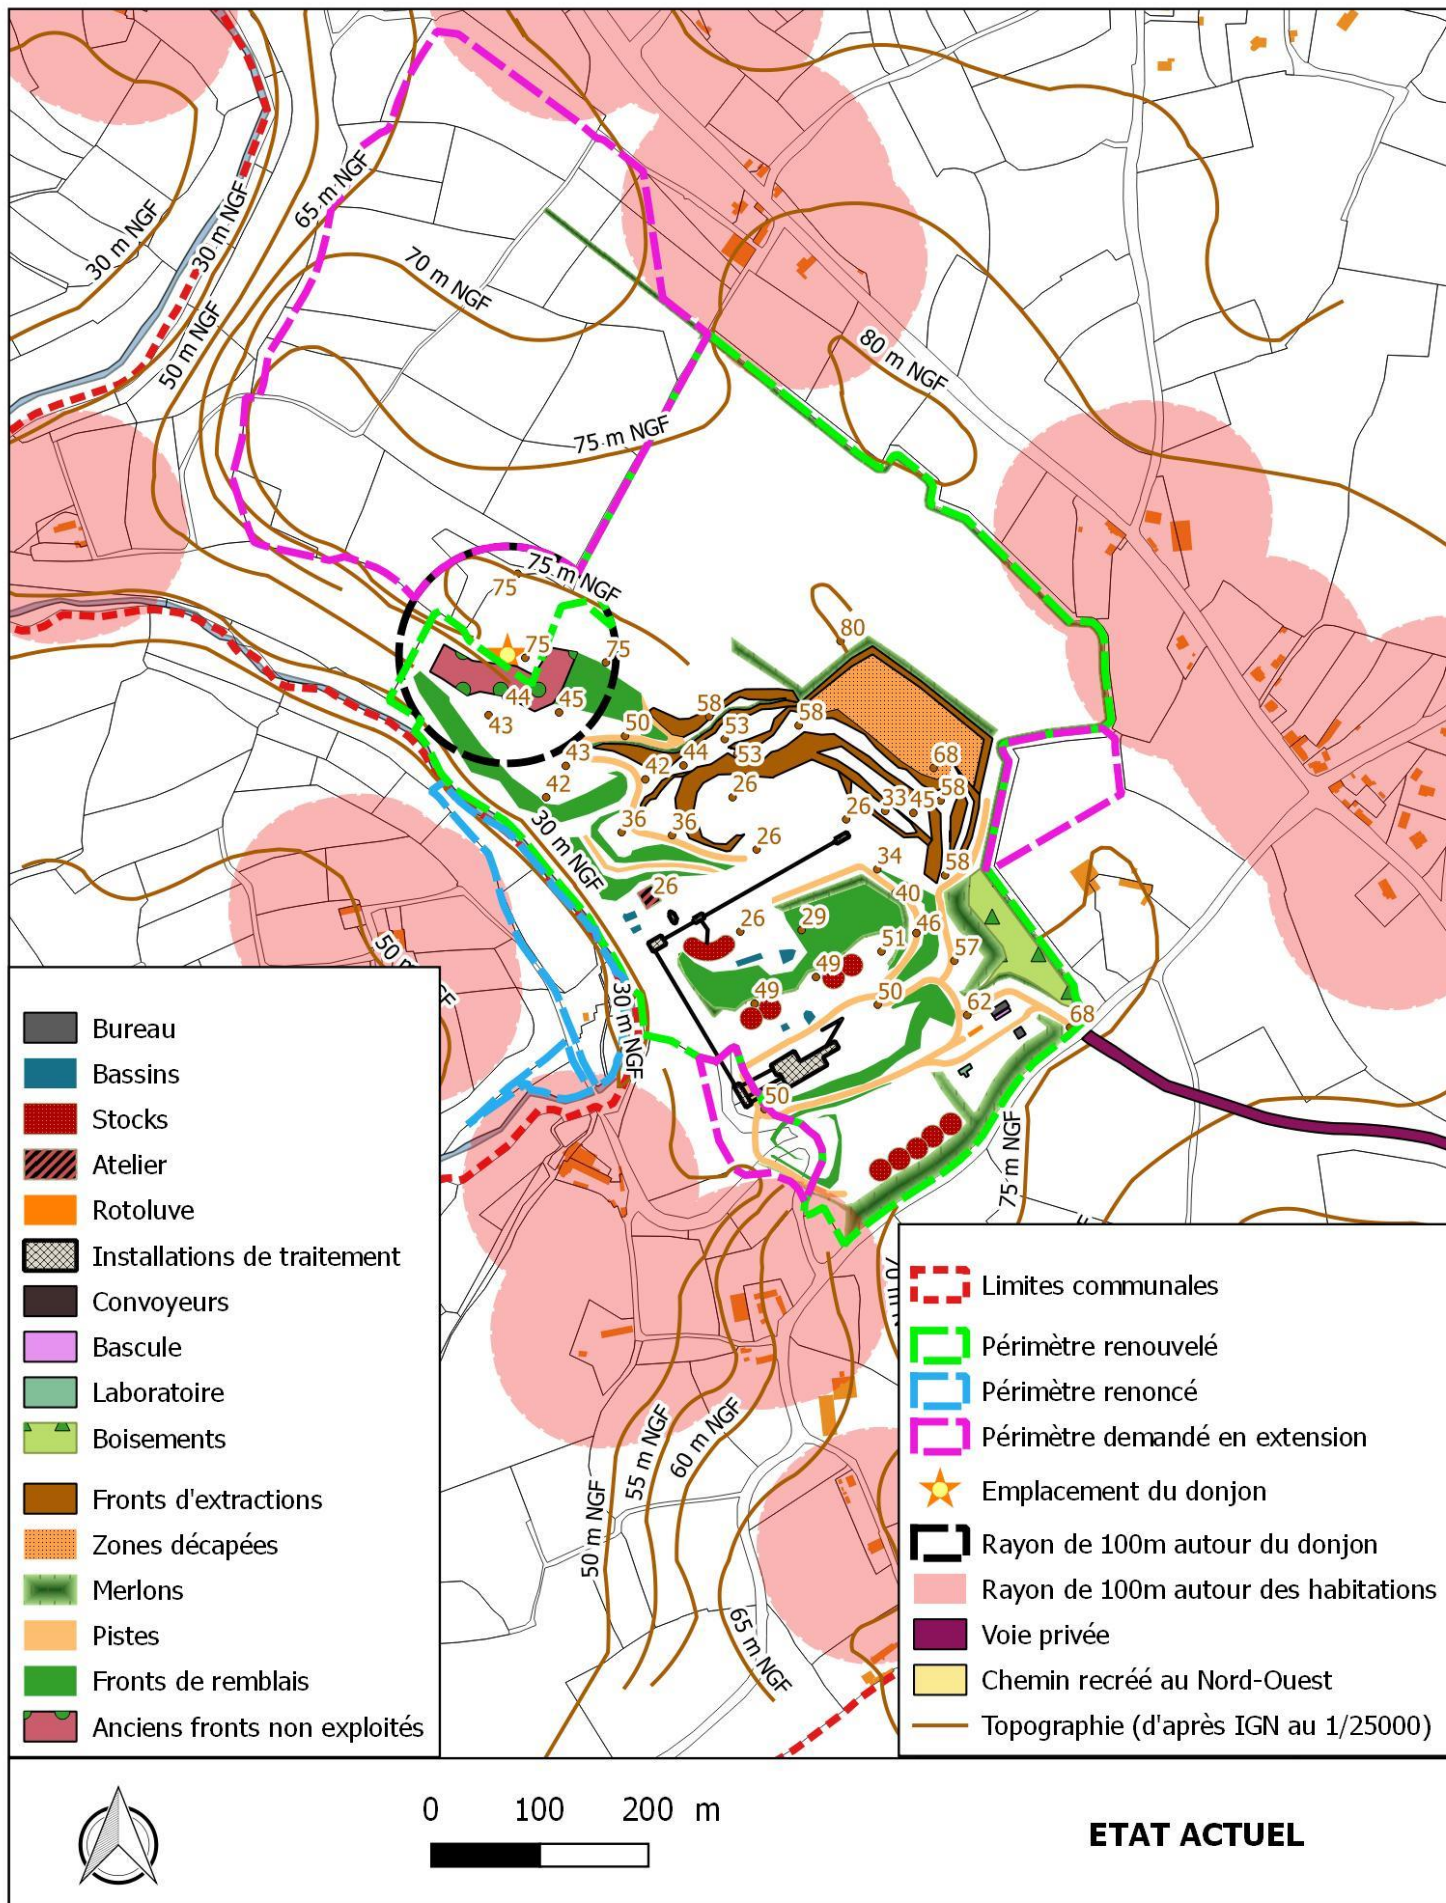 30 m NGF
30 m NGF
65 m NGF
70 m NGF
50 m NGF
80 m NGF
75 m NGF
75 m NGF
75
75
75
80
44
45
43
58
58
50
53
53
43
44
42
42
68
58
26
26
33
45
36
36
26
30 m NGF
34
58
26
40
26
29
46
51
57
49
49
50
62
68
50 m
GF
30 m NGF
50
75 m NGF
70 m N
55 m NGF
60 m NGF
50 m NGF
65 m NGF
Bureau
Bassins
Stocks
Atelier
Rotoluve
Installations de traitement
Convoyeurs
Bascule
Laboratoire
Boisements
Fronts d'extractions
Zones décapées
Merlons
Pistes
Fronts de remblais
Anciens fronts non exploités
Limites communales
Périmètre renouvelé
Périmètre renoncé
Périmètre demandé en extension
Emplacement du donjon
Rayon de 100m autour du donjon
Rayon de 100m autour des habitations
Voie privée
Chemin recréé au Nord-Ouest
Topographie (d'après IGN au 1/25000)
0 100 200 m
ETAT ACTUEL